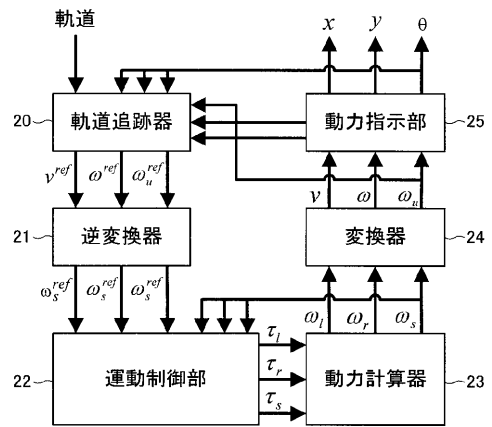 軌道
x y θ
20 軌道追跡器
動力指示部 25
v^ref ω^ref ω_u^ref
v ω ω_u
21 逆変換器
変換器 24
ω_s^ref ω_s^ref ω_s^ref
ω_l ω_r ω_s
22 運動制御部
τ_l
τ_r
τ_s
動力計算器 23